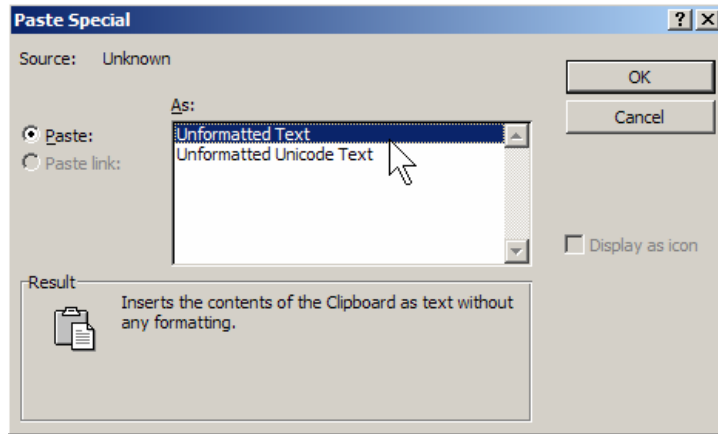 Paste Special
Source: Unknown
OK
Cancel
As:
Paste:
Paste link:
Unformatted Text
Unformatted Unicode Text
Display as icon
Result
Inserts the contents of the Clipboard as text without
any formatting.